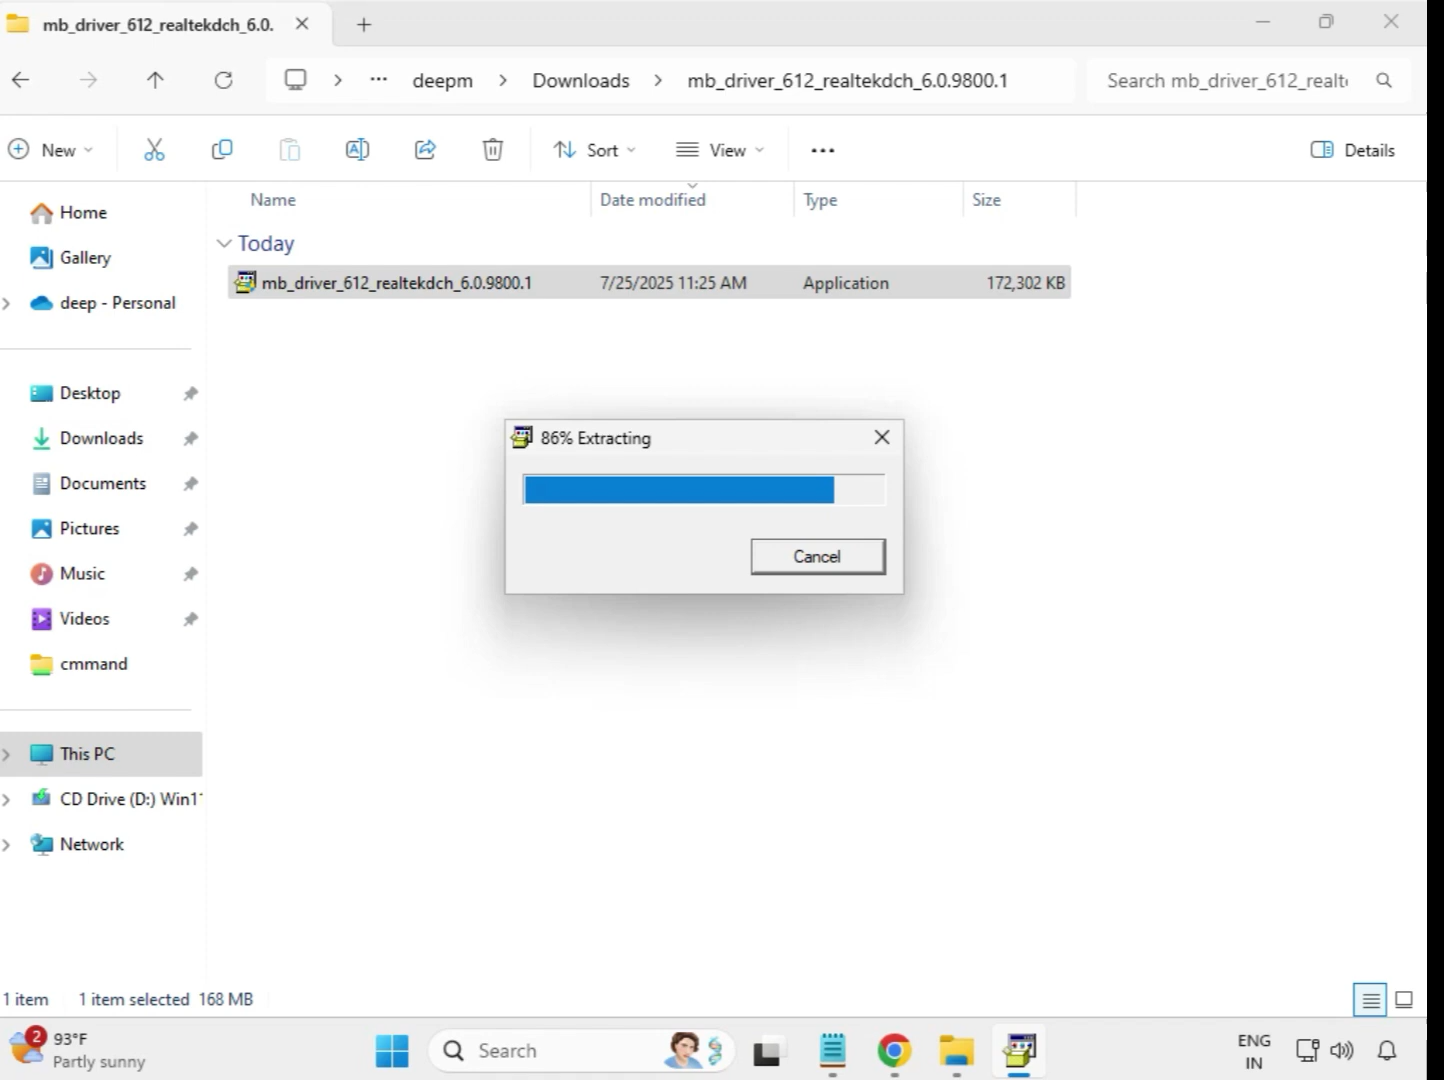 mb_driver_612_realtekdch_6.0.
deepm
Downloads
mb_driver_612_realtekdch_6.0.9800.1
Search mb_driver_612_realt
New
Sort
View
Details
Name
Date modified
Type
Size
Home
Today
Gallery
mb_driver_612_realtekdch_6.0.9800.1
7/25/2025 11:25 AM
Application
172,302 KB
deep - Personal
Desktop
Downloads
Documents
Pictures
Music
Videos
cmmand
86% Extracting
Cancel
This PC
CD Drive (D:) Win11
Network
1 item
1 item selected 168 MB
2
93°F
Partly sunny
Search
ENG
IN